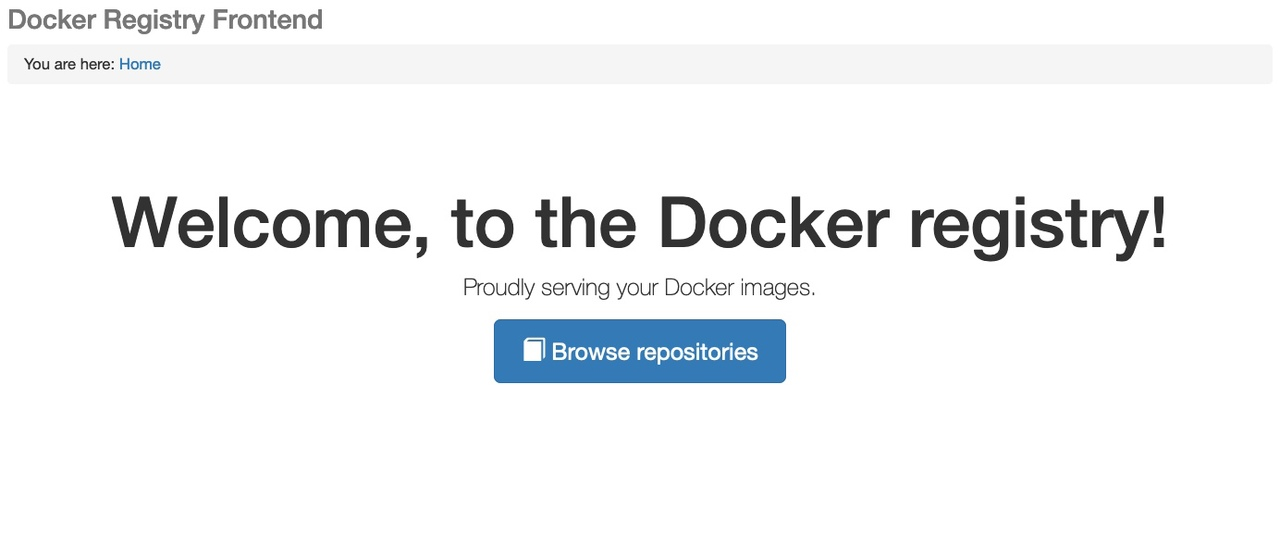 Docker Registry Frontend
You are here: Home
Welcome, to the Docker registry!
Proudly serving your Docker images.
Browse repositories